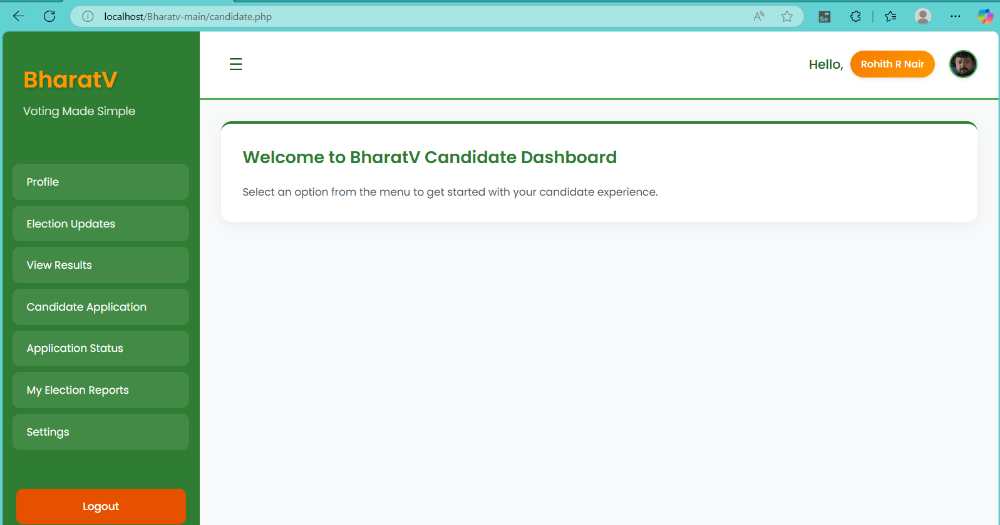 localhost/Bharatv-main/candidate.php
Se
BharatV
Voting Made Simple
Profile
Election Updates
View Results
Candidate Application
Application Status
My Election Reports
Settings
Logout
☰
Hello, Rohith R Nair
Welcome to BharatV Candidate Dashboard
Select an option from the menu to get started with your candidate experience.